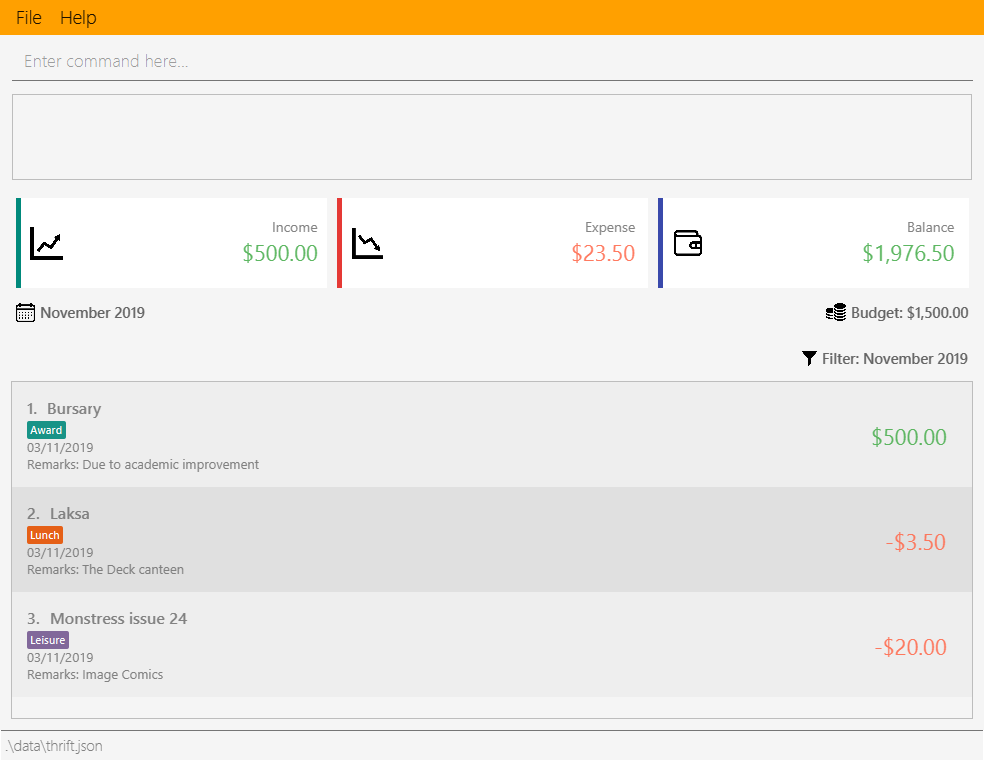 File Help
Enter command here...
Income
$500.00
Expense
$23.50
Balance
$1,976.50
November 2019
Budget: $1,500.00
Filter: November 2019
1. Bursary
Award
03/11/2019
Remarks: Due to academic improvement
$500.00
2. Laksa
Lunch
03/11/2019
Remarks: The Deck canteen
-$3.50
3. Monstress issue 24
Leisure
03/11/2019
Remarks: Image Comics
-$20.00
.\data\thrift.json